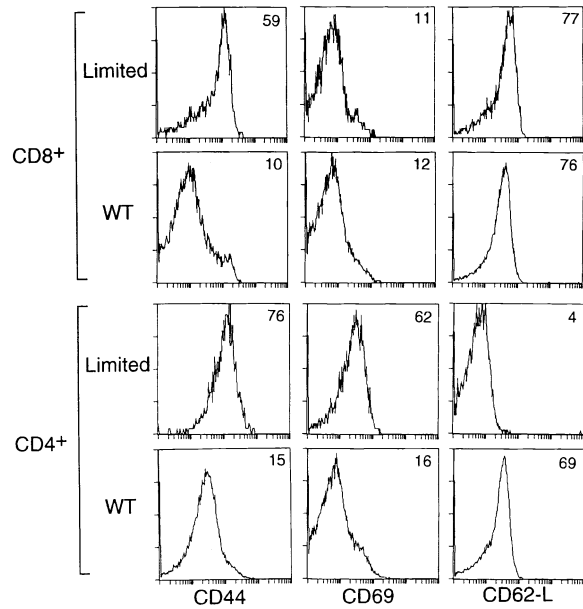 59 11 77
Limited
CD8+
10 12 76
WT
76 62 4
Limited
CD4+
15 16 69
WT
CD44 CD69 CD62-L